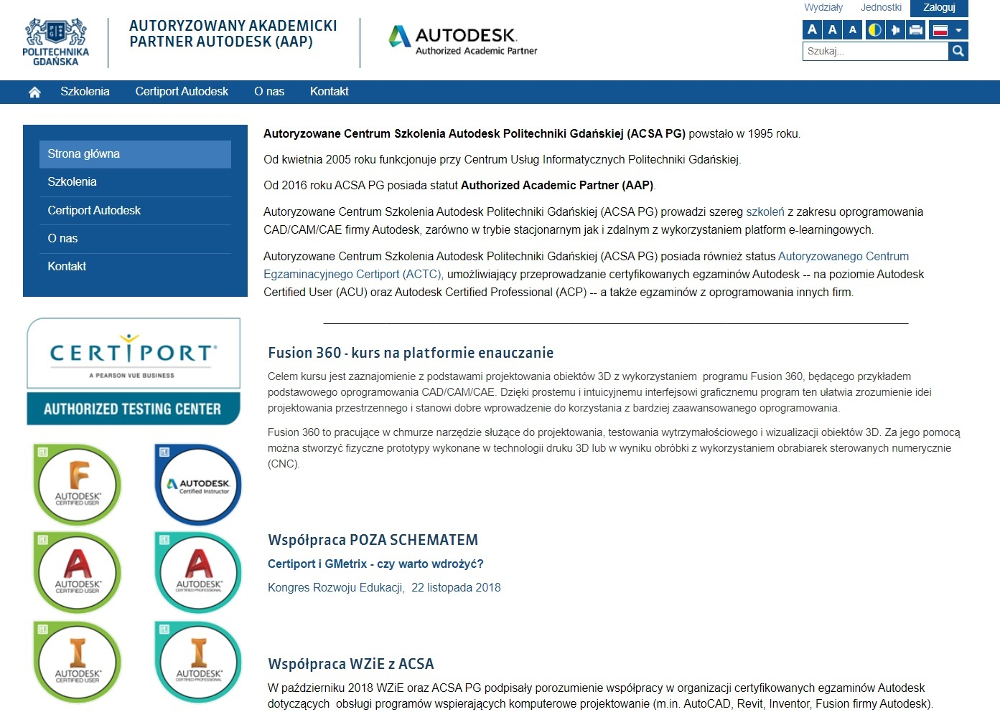 POLITECHNIKA
GDAŃSKA
AUTORYZOWANY AKADEMICKI
PARTNER AUTODESK (AAP)
AUTODESK.
Authorized Academic Partner
Wydziały
Jednostki
Zaloguj
A A A
Szukaj...
Szkolenia
Certiport Autodesk
O nas
Kontakt
Strona główna
Szkolenia
Certiport Autodesk
O nas
Kontakt
CERTIPORT®
A PEARSON VUE BUSINESS
AUTHORIZED TESTING CENTER
AUTODESK®
CERTIFIED USER
AUTODESK.
Certified Instructor
AUTODESK®
CERTIFIED USER
AUTODESK®
CERTIFIED PROFESSIONAL
AUTODESK®
CERTIFIED USER
AUTODESK®
CERTIFIED PROFESSIONAL
Autoryzowane Centrum Szkolenia Autodesk Politechniki Gdańskiej (ACSA PG) powstało w 1995 roku.
Od kwietnia 2005 roku funkcjonuje przy Centrum Usług Informatycznych Politechniki Gdańskiej.
Od 2016 roku ACSA PG posiada statut Authorized Academic Partner (AAP).
Autoryzowane Centrum Szkolenia Autodesk Politechniki Gdańskiej (ACSA PG) prowadzi szereg szkoleń z zakresu oprogramowania
CAD/CAM/CAE firmy Autodesk, zarówno w trybie stacjonarnym jak i zdalnym z wykorzystaniem platform e-learningowych.
Autoryzowane Centrum Szkolenia Autodesk Politechniki Gdańskiej (ACSA PG) posiada również status Autoryzowanego Centrum
Egzaminacyjnego Certiport (ACTC), umożliwiający przeprowadzanie certyfikowanych egzaminów Autodesk -- na poziomie Autodesk
Certified User (ACU) oraz Autodesk Certified Professional (ACP) -- a także egzaminów z oprogramowania innych firm.
Fusion 360 - kurs na platformie enauczanie
Celem kursu jest zaznajomienie z podstawami projektowania obiektów 3D z wykorzystaniem programu Fusion 360, będącego przykładem
podstawowego oprogramowania CAD/CAM/CAE. Dzięki prostemu i intuicyjnemu interfejsowi graficznemu program ten ułatwia zrozumienie idei
projektowania przestrzennego i stanowi dobre wprowadzenie do korzystania z bardziej zaawansowanego oprogramowania.
Fusion 360 to pracujące w chmurze narzędzie służące do projektowania, testowania wytrzymałościowego i wizualizacji obiektów 3D. Za jego pomocą
można stworzyć fizyczne prototypy wykonane w technologii druku 3D lub w wyniku obróbki z wykorzystaniem obrabiarek sterowanych numerycznie
(CNC).
Współpraca POZA SCHEMATEM
Certiport i GMetrix - czy warto wdrożyć?
Kongres Rozwoju Edukacji, 22 listopada 2018
Współpraca WZiE z ACSA
W październiku 2018 WZiE oraz ACSA PG podpisały porozumienie współpracy w organizacji certyfikowanych egzaminów Autodesk
dotyczących obsługi programów wspierających komputerowe projektowanie (m.in. AutoCAD, Revit, Inventor, Fusion firmy Autodesk).